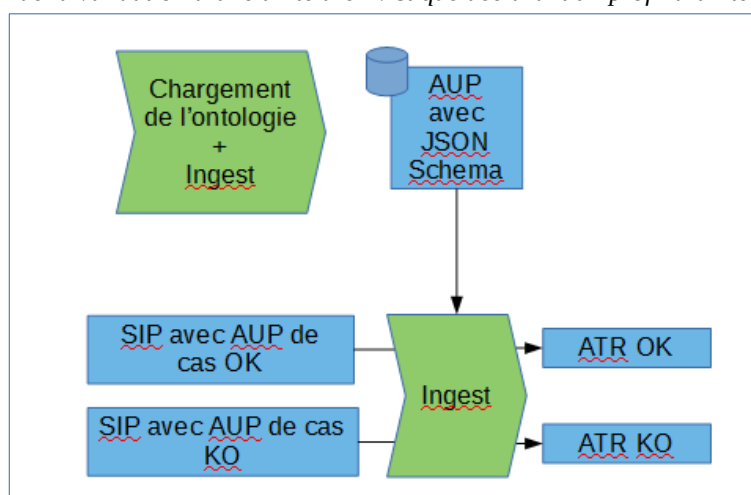 Chargement
de l'ontologie
+
Ingest
AUP
avec
JSON
Schema
SIP avec AUP de
cas OK
Ingest
ATR OK
SIP avec AUP de cas
KO
ATR KO